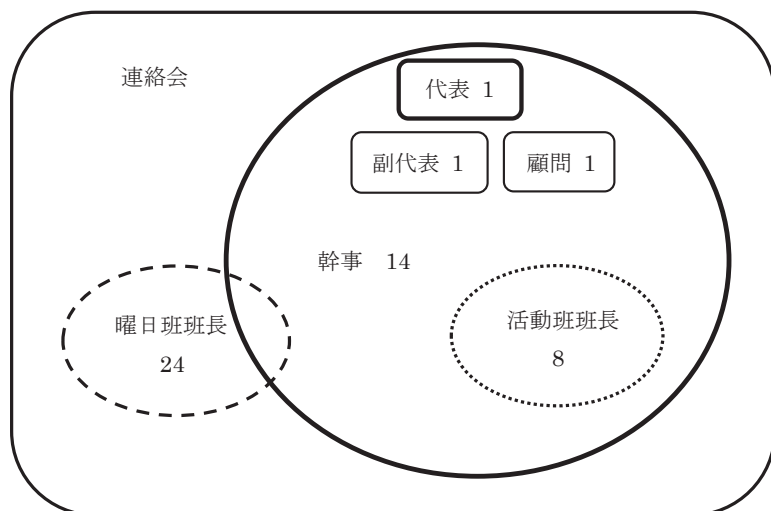 連絡会
代表 1
副代表 1
顧問 1
幹事　14
曜日班班長
24
活動班班長
8